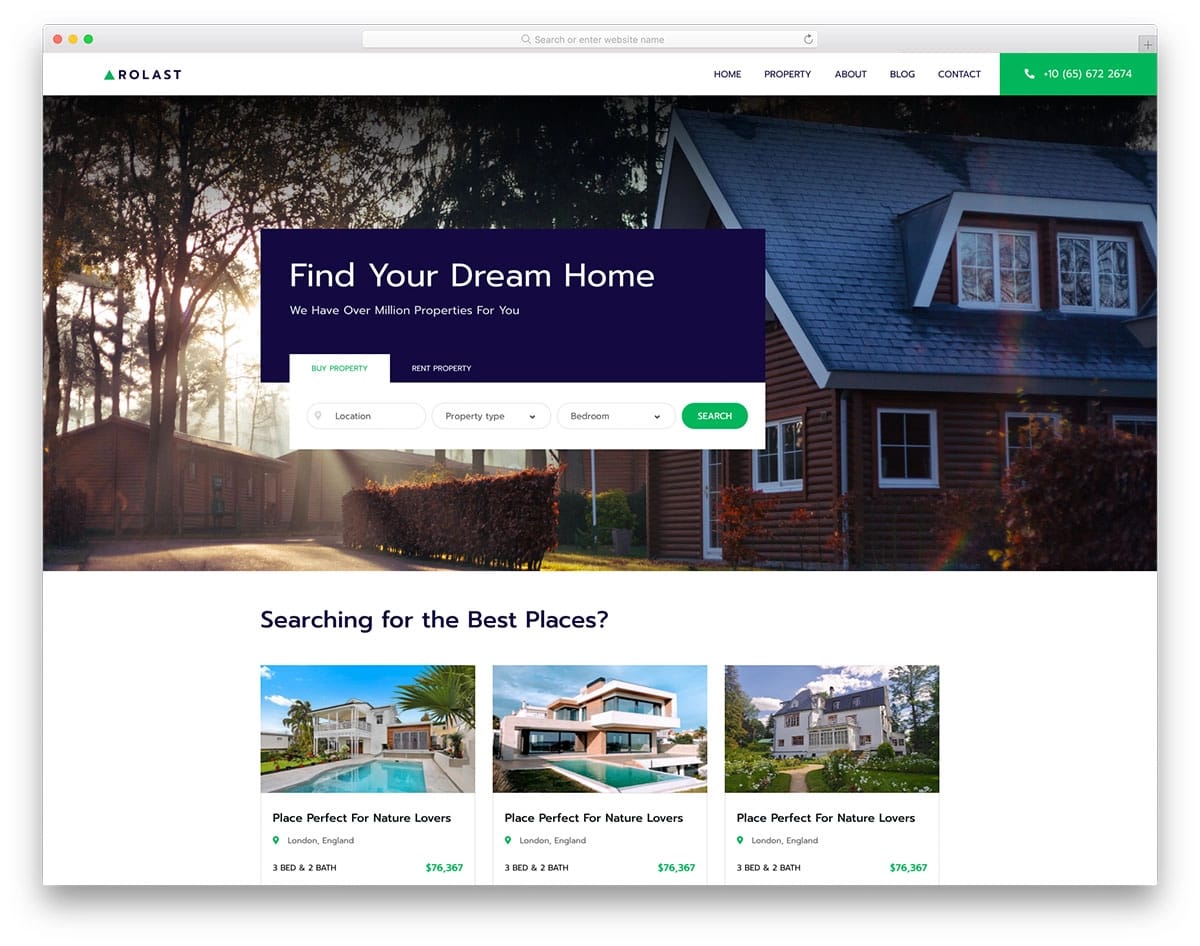 Search or enter website name
ROLAST
HOME PROPERTY ABOUT BLOG CONTACT +10 (65) 672 2674
Find Your Dream Home
We Have Over Million Properties For You
BUY PROPERTY RENT PROPERTY
Location Property type Bedroom SEARCH
Searching for the Best Places?
Place Perfect For Nature Lovers
London, England
3 BED & 2 BATH $76,367
Place Perfect For Nature Lovers
London, England
3 BED & 2 BATH $76,367
Place Perfect For Nature Lovers
London, England
3 BED & 2 BATH $76,367